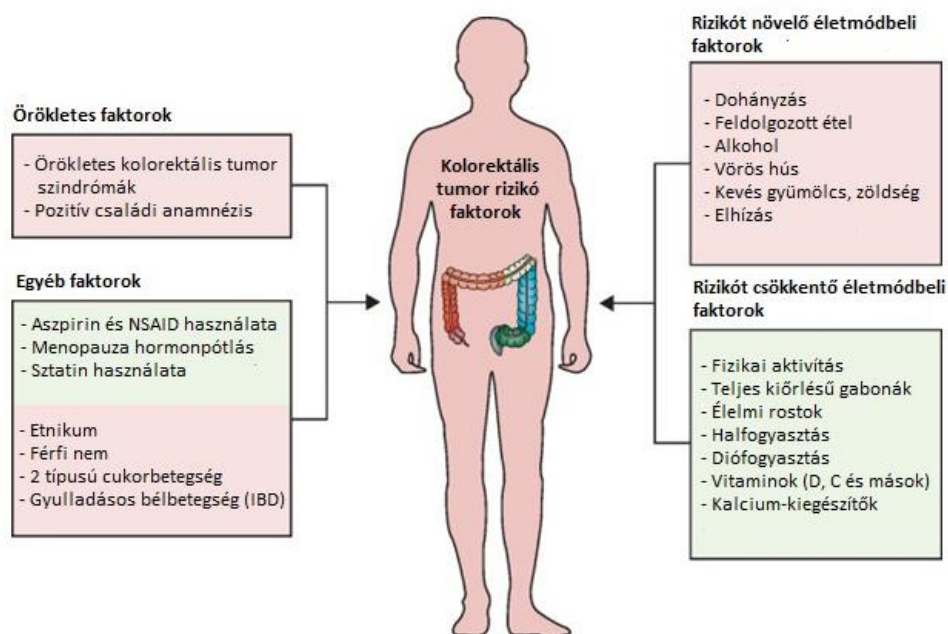 Örökletes faktorok
- Örökletes kolorektális tumor
szindrómák
- Pozitív családi anamnézis
Egyéb faktorok
- Aszpirin és NSAID használata
- Menopauza hormonpótlás
- Sztatin használata
- Etnikum
- Férfi nem
- 2 típusú cukorbetegség
- Gyulladásos bélbetegség (IBD)
Kolorektális
tumor rizikó
faktorok
Rizikót növelő életmódbeli
faktorok
- Dohányzás
- Feldolgozott étel
- Alkohol
- Vörös hús
- Kevés gyümölcs, zöldség
- Elhízás
Rizikót csökkentő életmódbeli
faktorok
- Fizikai aktivítás
- Teljes kiőrlésű gabonák
- Élelmi rostok
- Halfogyasztás
- Diófogyasztás
- Vitaminok (D, C és mások)
- Kalcium-kiegészítők